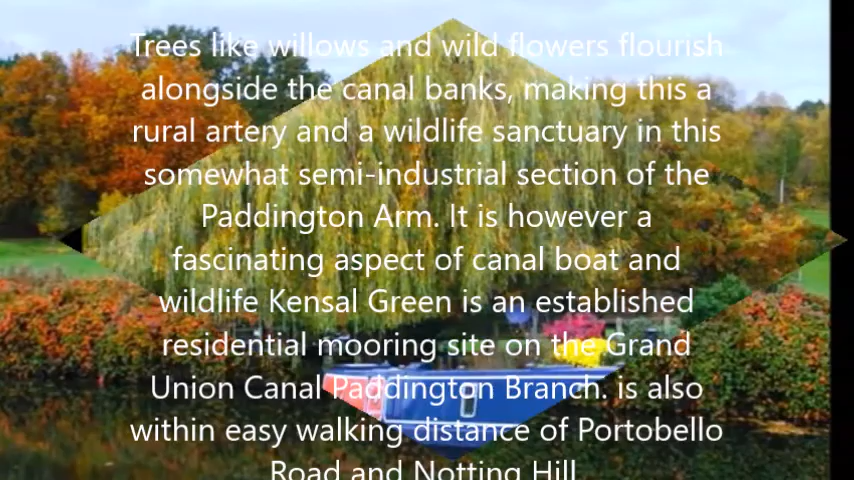 Trees like willows and wild flowers flourish
alongside the canal banks, making this a
rural artery and a wildlife sanctuary in this
somewhat semi-industrial section of the
Paddington Arm. It is however a
fascinating aspect of canal boat and
wildlife Kensal Green is an established
residential mooring site on the Grand
Union Canal Paddington Branch. is also
within easy walking distance of Portobello
Road and Notting Hill